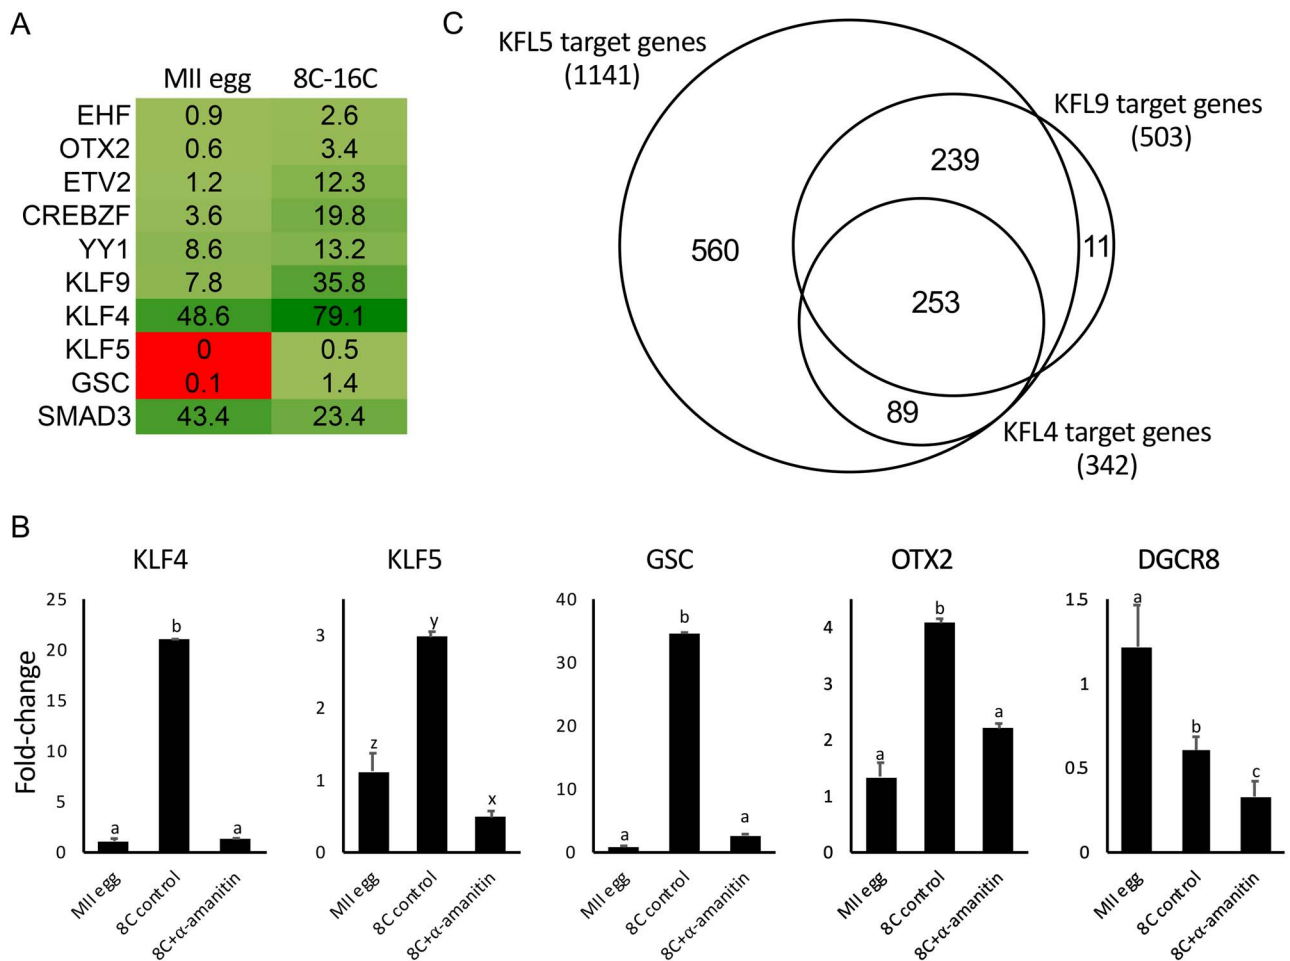 A
MII egg 8C-16C
EHF 0.9 2.6
OTX2 0.6 3.4
ETV2 1.2 12.3
CREBZF 3.6 19.8
YY1 8.6 13.2
KLF9 7.8 35.8
KLF4 48.6 79.1
KLF5 0 0.5
GSC 0.1 1.4
SMAD3 43.4 23.4
C
KFL5 target genes
(1141)
KFL9 target genes
(503)
239
560
11
253
89
KFL4 target genes
(342)
B
Fold-change
KLF4
25
20
15
10
5
0
a
b
a
MII egg
8C control
8C+α-amanitin
KLF5
3
2
1
0
z
y
x
MII egg
8C control
8C+α-amanitin
GSC
40
30
20
10
0
a
b
a
MII egg
8C control
8C+α-amanitin
OTX2
4
3
2
1
0
a
b
a
MII egg
8C control
8C+α-amanitin
DGCR8
1.5
1
0.5
0
a
b
c
MII egg
8C control
8C+α-amanitin